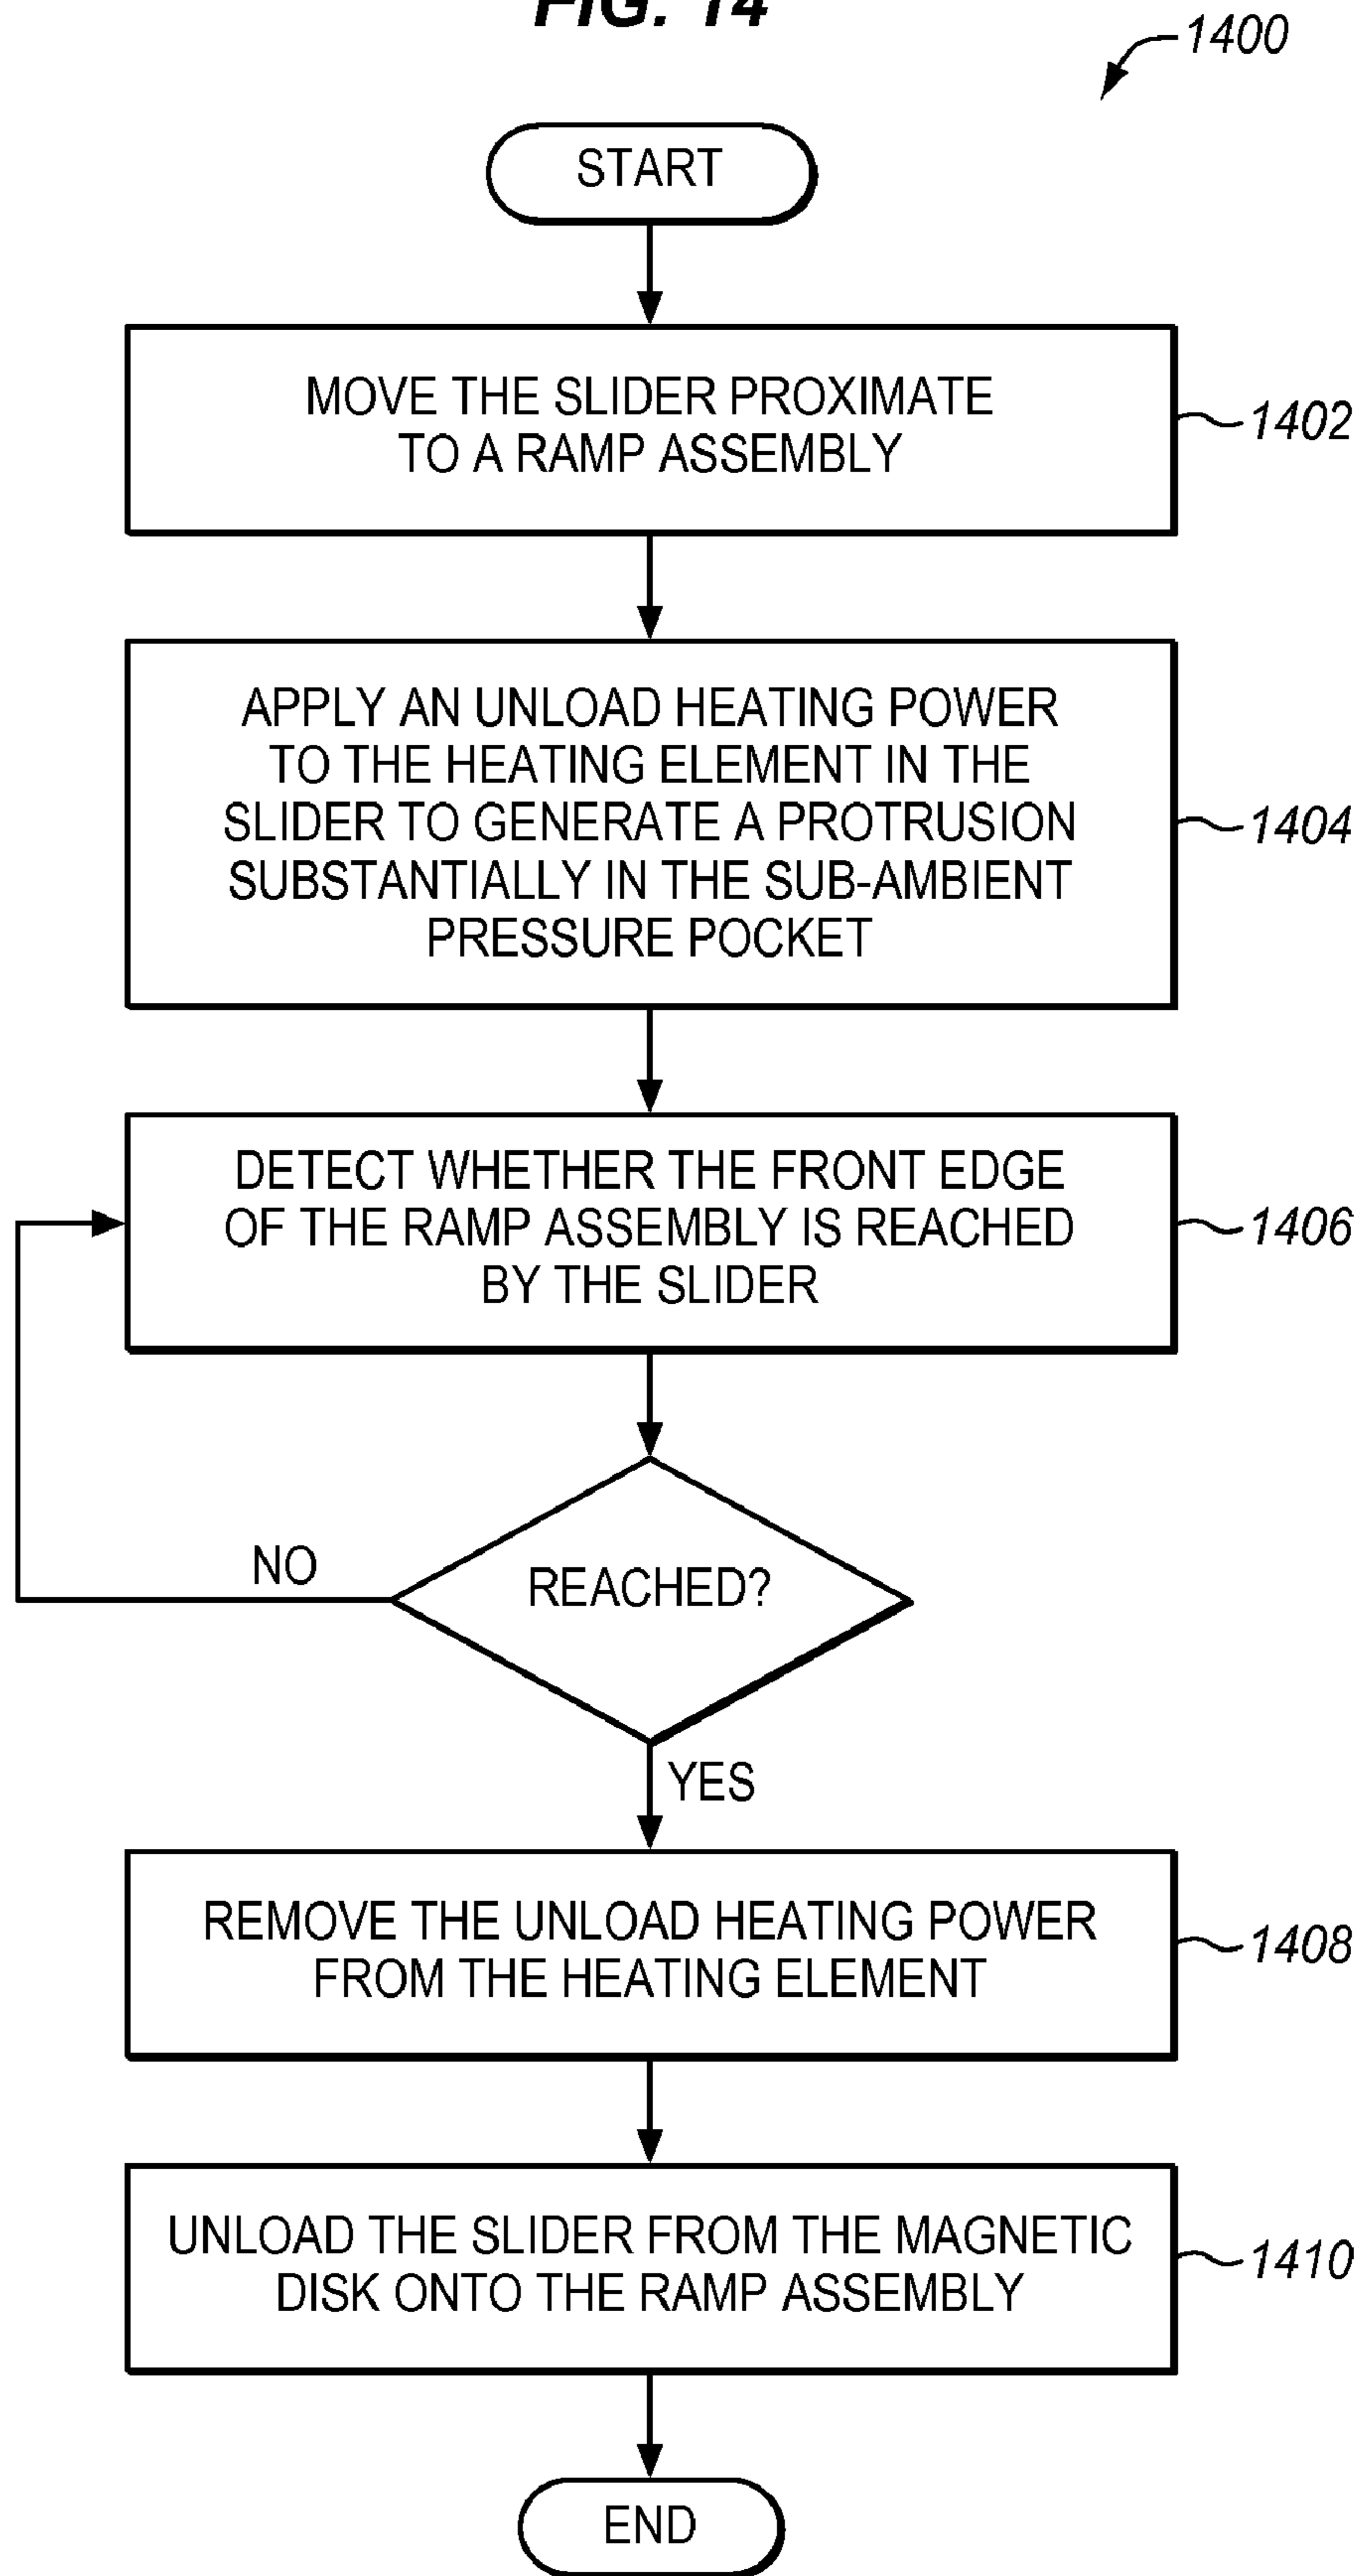 FIG. 14
1400
START
MOVE THE SLIDER PROXIMATE
TO A RAMP ASSEMBLY
1402
APPLY AN UNLOAD HEATING POWER
TO THE HEATING ELEMENT IN THE
SLIDER TO GENERATE A PROTRUSION
SUBSTANTIALLY IN THE SUB-AMBIENT
PRESSURE POCKET
1404
DETECT WHETHER THE FRONT EDGE
OF THE RAMP ASSEMBLY IS REACHED
BY THE SLIDER
1406
NO
REACHED?
YES
REMOVE THE UNLOAD HEATING POWER
FROM THE HEATING ELEMENT
1408
UNLOAD THE SLIDER FROM THE MAGNETIC
DISK ONTO THE RAMP ASSEMBLY
1410
END